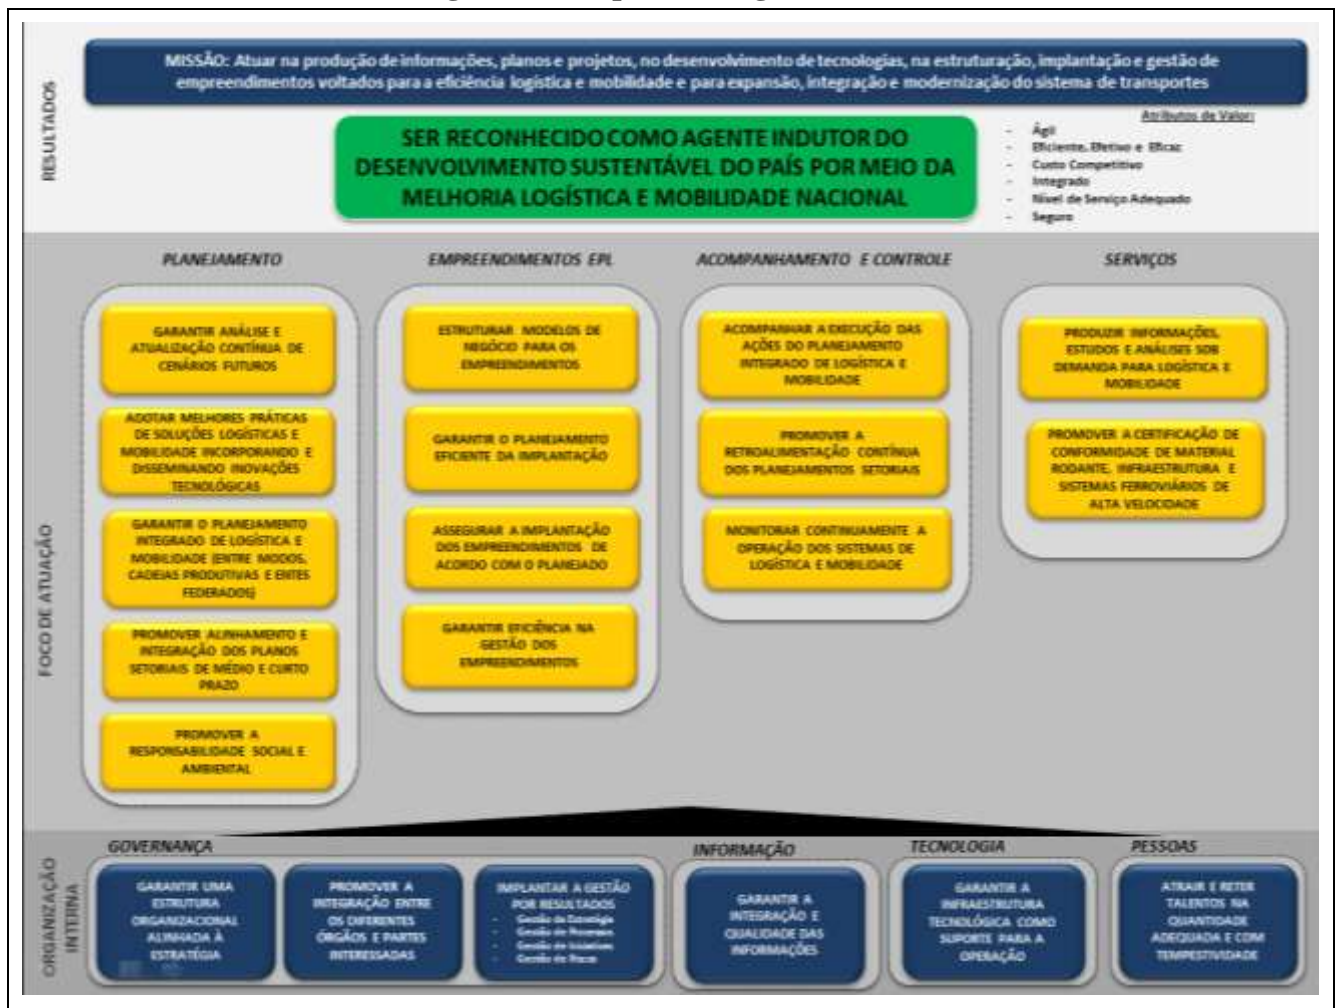 MISSÃO: Atuar na produção de informações, planos e projetos, no desenvolvimento de tecnologias, na estruturação, implantação e gestão de
empreendimentos voltados para a eficiência logística e mobilidade e para expansão, integração e modernização do sistema de transportes
RESULTADOS
SER RECONHECIDO COMO AGENTE INDUTOR DO
DESENVOLVIMENTO SUSTENTÁVEL DO PAÍS POR MEIO DA
MELHORIA LOGÍSTICA E MOBILIDADE NACIONAL
Atributos de Valor:
- Ágil
- Eficiente, Efetivo e Eficaz
- Custo Competitivo
- Integrado
- Nível de Serviço Adequado
- Seguro
FOCO DE ATUAÇÃO
PLANEJAMENTO
GARANTIR ANÁLISE E
ATUALIZAÇÃO CONTÍNUA DE
CENÁRIOS FUTUROS
ADOTAR MELHORES PRÁTICAS
DE SOLUÇÕES LOGÍSTICAS E
MOBILIDADE INCORPORANDO E
DISSEMINANDO INOVAÇÕES
TECNOLÓGICAS
GARANTIR O PLANEJAMENTO
INTEGRADO DE LOGÍSTICA E
MOBILIDADE (ENTRE MODOS,
CADEIAS PRODUTIVAS E ENTES
FEDERADOS)
PROMOVER ALINHAMENTO E
INTEGRAÇÃO DOS PLANOS
SETORIAIS DE MÉDIO E CURTO
PRAZO
PROMOVER A
RESPONSABILIDADE SOCIAL E
AMBIENTAL
EMPREENDIMENTOS EPL
ESTRUTURAR MODELOS DE
NEGÓCIO PARA OS
EMPREENDIMENTOS
GARANTIR O PLANEJAMENTO
EFICIENTE DA IMPLANTAÇÃO
ASSEGURAR A IMPLANTAÇÃO
DOS EMPREENDIMENTOS DE
ACORDO COM O PLANEJADO
GARANTIR EFICIÊNCIA NA
GESTÃO DOS
EMPREENDIMENTOS
ACOMPANHAMENTO E CONTROLE
ACOMPANHAR A EXECUÇÃO DAS
AÇÕES DO PLANEJAMENTO
INTEGRADO DE LOGÍSTICA E
MOBILIDADE
PROMOVER A
RETROALIMENTAÇÃO CONTÍNUA
DOS PLANEJAMENTOS SETORIAIS
MONITORAR CONTINUAMENTE A
OPERAÇÃO DOS SISTEMAS DE
LOGÍSTICA E MOBILIDADE
SERVIÇOS
PRODUZIR INFORMAÇÕES,
ESTUDOS E ANÁLISES SOB
DEMANDA PARA LOGÍSTICA E
MOBILIDADE
PROMOVER A CERTIFICAÇÃO DE
CONFORMIDADE DE MATERIAL
RODANTE, INFRAESTRUTURA E
SISTEMAS FERROVIÁRIOS DE
ALTA VELOCIDADE
ORGANIZAÇÃO
INTERNA
GOVERNANÇA
GARANTIR UMA
ESTRUTURA
ORGANIZACIONAL
ALINHADA À
ESTRATÉGIA
PROMOVER A
INTEGRAÇÃO ENTRE
OS DIFERENTES
ÓRGÃOS E PARTES
INTERESSADAS
IMPLANTAR A GESTÃO
POR RESULTADOS
- Gestão da Estratégia
- Gestão de Processos
- Gestão de Iniciativas
- Gestão de Riscos
INFORMAÇÃO
GARANTIR A
INTEGRAÇÃO E
QUALIDADE DAS
INFORMAÇÕES
TECNOLOGIA
GARANTIR A
INFRAESTRUTURA
TECNOLÓGICA COMO
SUPORTE PARA A
OPERAÇÃO
PESSOAS
ATRAIR E RETER
TALENTOS NA
QUANTIDADE
ADEQUADA E COM
TEMPESTIVIDADE